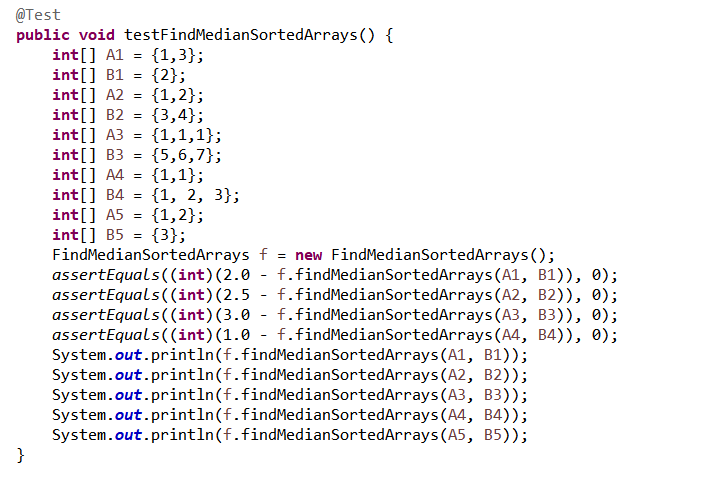 @Test
public void testFindMedianSortedArrays() {
    int[] A1 = {1,3};
    int[] B1 = {2};
    int[] A2 = {1,2};
    int[] B2 = {3,4};
    int[] A3 = {1,1,1};
    int[] B3 = {5,6,7};
    int[] A4 = {1,1};
    int[] B4 = {1, 2, 3};
    int[] A5 = {1,2};
    int[] B5 = {3};
    FindMedianSortedArrays f = new FindMedianSortedArrays();
    assertEquals((int)(2.0 - f.findMedianSortedArrays(A1, B1)), 0);
    assertEquals((int)(2.5 - f.findMedianSortedArrays(A2, B2)), 0);
    assertEquals((int)(3.0 - f.findMedianSortedArrays(A3, B3)), 0);
    assertEquals((int)(1.0 - f.findMedianSortedArrays(A4, B4)), 0);
    System.out.println(f.findMedianSortedArrays(A1, B1));
    System.out.println(f.findMedianSortedArrays(A2, B2));
    System.out.println(f.findMedianSortedArrays(A3, B3));
    System.out.println(f.findMedianSortedArrays(A4, B4));
    System.out.println(f.findMedianSortedArrays(A5, B5));
}